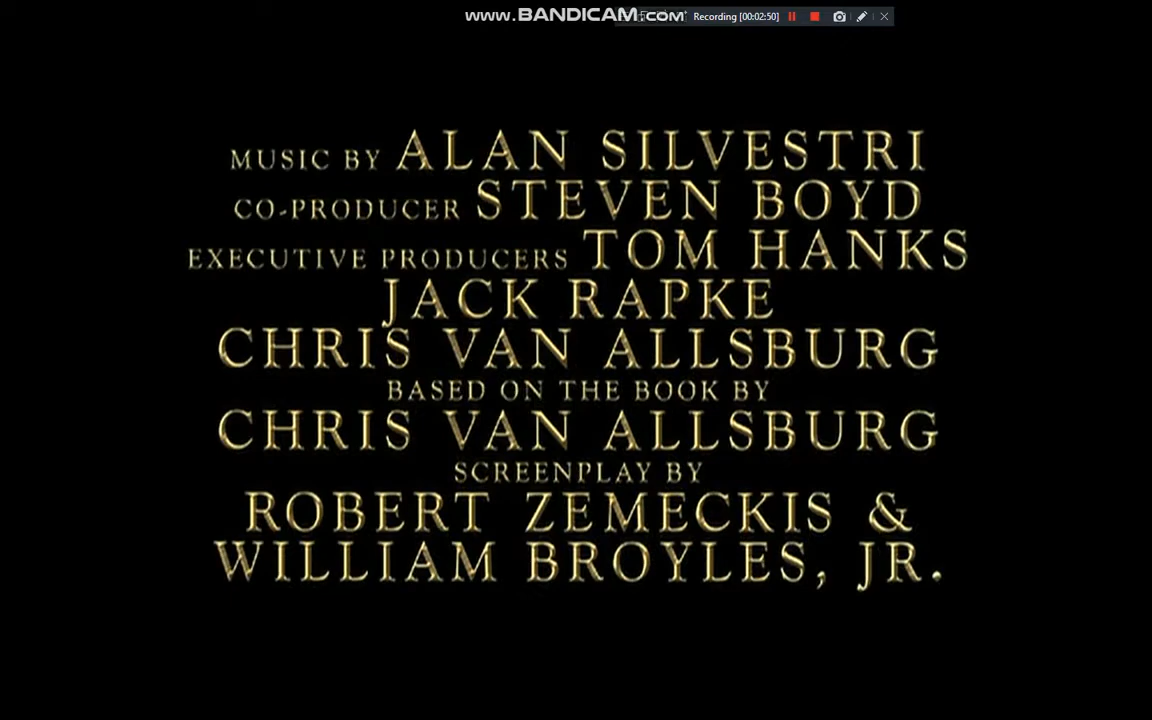 www.BANDICAM.com
Recording [00:02:50]
MUSIC BY ALAN SILVESTRI
CO-PRODUCER STEVEN BOYD
EXECUTIVE PRODUCERS TOM HANKS
JACK RAPKE
CHRIS VAN ALLSBURG
BASED ON THE BOOK BY
CHRIS VAN ALLSBURG
SCREENPLAY BY
ROBERT ZEMECKIS &
WILLIAM BROYLES, JR.